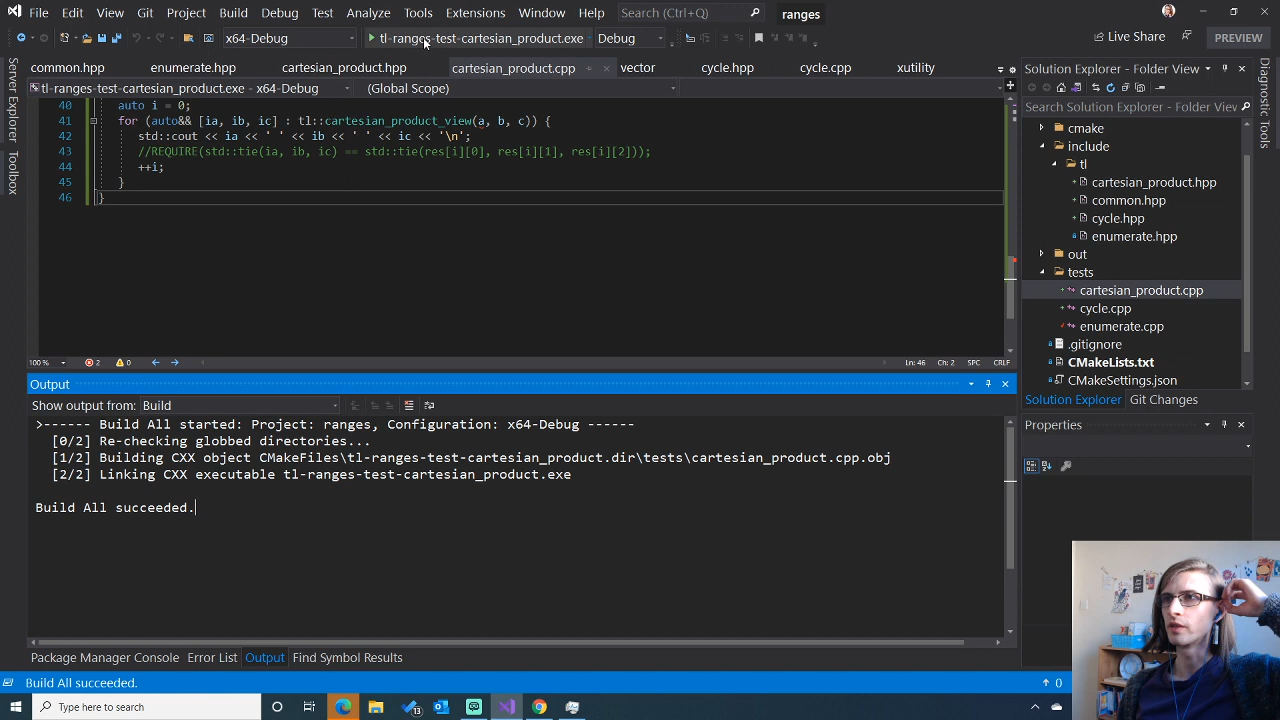 File Edit View Git Project Build Debug Test Analyze Tools Extensions Window Help Search (Ctrl+Q) ranges
x64-Debug tl-ranges-test-cartesian_product.exe Debug Live Share PREVIEW
common.hpp enumerate.hpp cartesian_product.hpp cartesian_product.cpp vector cycle.hpp cycle.cpp xutility
tl-ranges-test-cartesian_product.exe - x64-Debug (Global Scope)
40 auto i = 0;
41 for (auto&& [ia, ib, ic] : tl::cartesian_product_view(a, b, c)) {
42 std::cout << ia << ' ' << ib << ' ' << ic << '\n';
43 //REQUIRE(std::tie(ia, ib, ic) == std::tie(res[i][0], res[i][1], res[i][2]));
44 ++i;
45 }
46 }
100 % 2 0 Ln: 46 Ch: 2 SPC CRLF
Output
Show output from: Build
>------ Build All started: Project: ranges, Configuration: x64-Debug ------
[0/2] Re-checking globbed directories...
[1/2] Building CXX object CMakeFiles\tl-ranges-test-cartesian_product.dir\tests\cartesian_product.cpp.obj
[2/2] Linking CXX executable tl-ranges-test-cartesian_product.exe
Build All succeeded.
Package Manager Console Error List Output Find Symbol Results
Build All succeeded.
0
Type here to search
13
Server Explorer
Toolbox
Solution Explorer - Folder View
Search Solution Explorer - Folder View (Ctrl+;)
cmake
include
tl
cartesian_product.hpp
common.hpp
cycle.hpp
enumerate.hpp
out
tests
cartesian_product.cpp
cycle.cpp
enumerate.cpp
.gitignore
CMakeLists.txt
CMakeSettings.json
Solution Explorer Git Changes
Properties
Diagnostic Tools